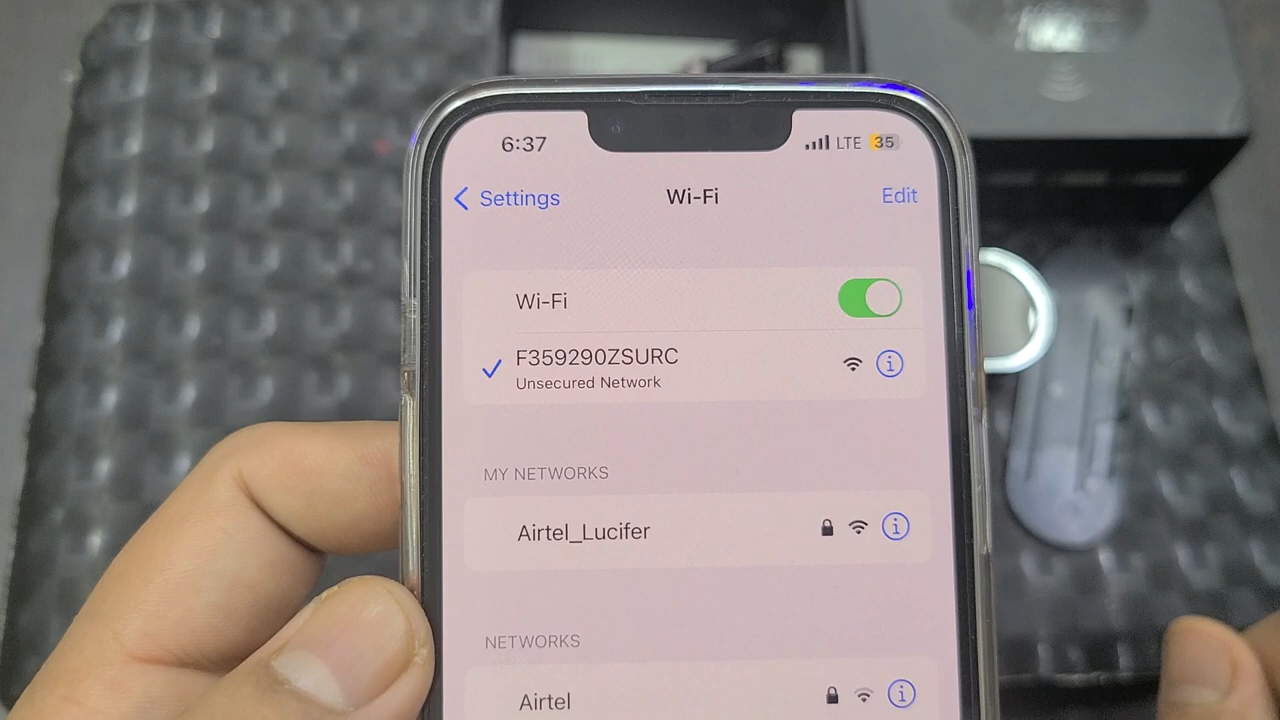 6:37
LTE 35
Settings
Wi-Fi
Edit
Wi-Fi
F359290ZSURC
Unsecured Network
MY NETWORKS
Airtel_Lucifer
NETWORKS
Airtel